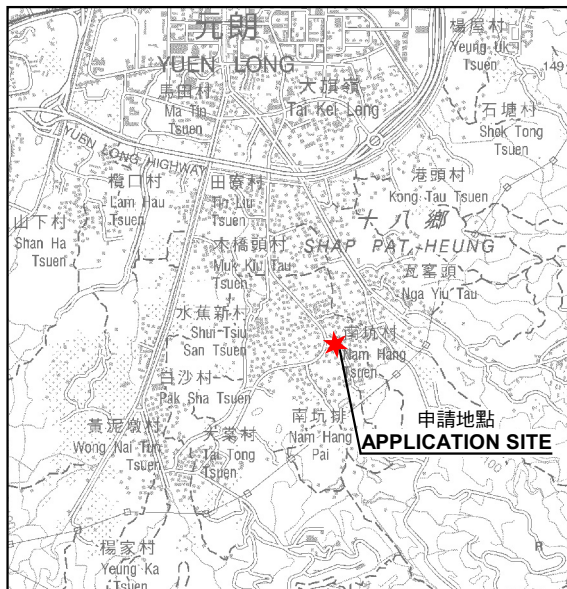 元朗
YUEN LONG
楊屋村
Yeung Uk
Tsuen
149
馬田村
Ma Tin
Tsuen
大旗嶺
Tai Kei Leng
石塘村
Shek Tong
Tsuen
YUEN LONG HIGHWAY
欖口村
Lam Hau
Tsuen
田寮村
Tin Liu
Tsuen
港頭村
Kong Tau Tsuen
山下村
Shan Ha
Tsuen
十八鄉
SHAP PAT HEUNG
木橋頭村
Muk Kiu Tau
Tsuen
瓦窰頭
Nga Yiu Tau
水蕉新村
Shui Tsiu
San Tsuen
南坑村
Nam Hang
Tsuen
白沙村
Pak Sha Tsuen
黃泥墩村
Wong Nai Tun
Tsuen
大棠村
Tai Tong
Tsuen
南坑排
Nam Hang
Pai
申請地點
APPLICATION SITE
楊家村
Yeung Ka
Tsuen
R